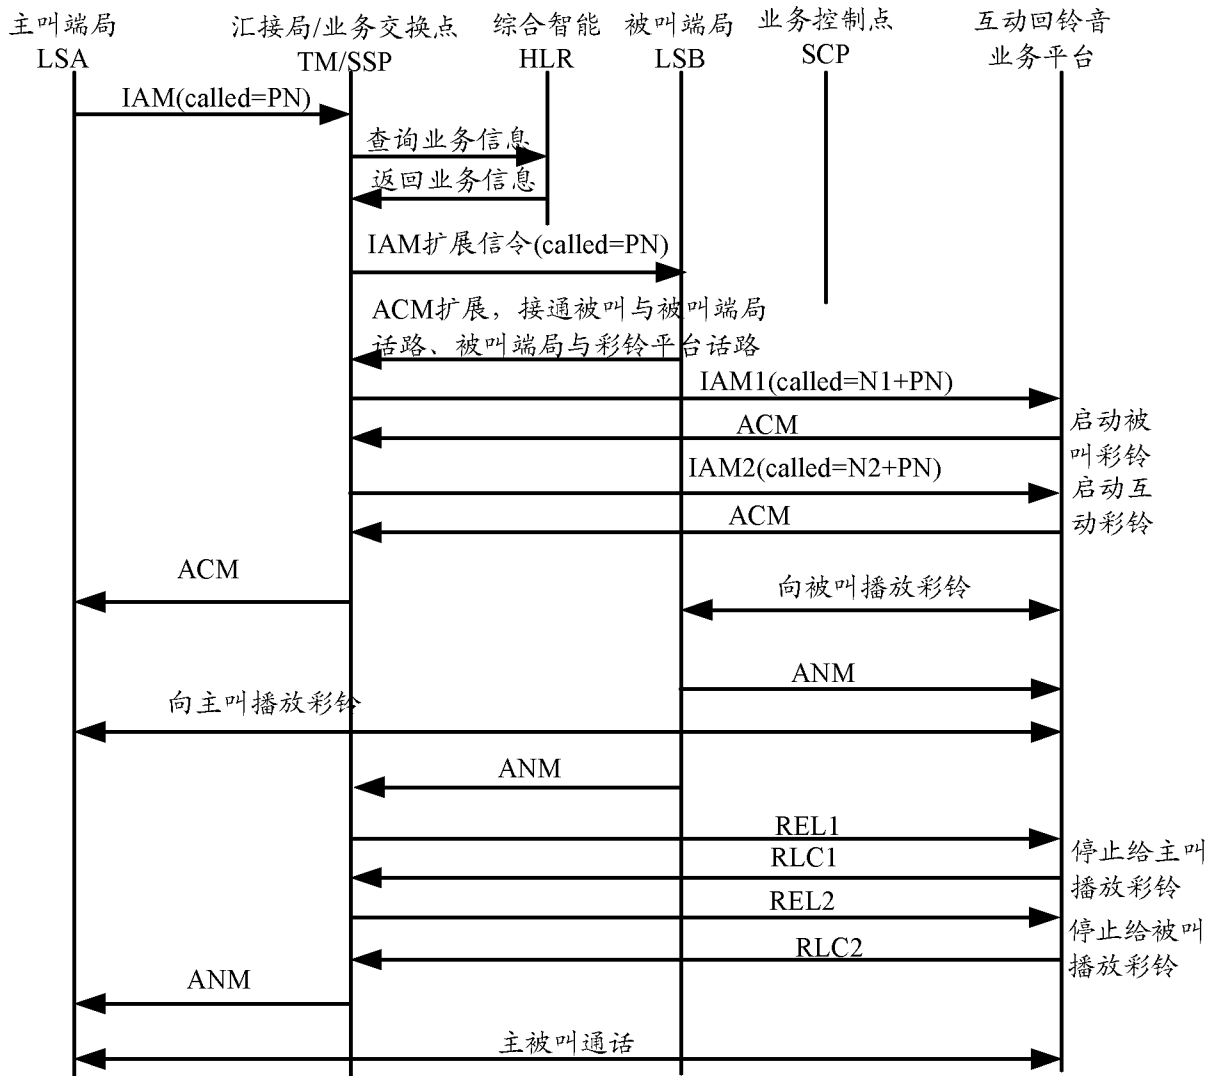 主叫端局
LSA
汇接局/业务交换点
TM/SSP
综合智能
HLR
被叫端局
LSB
业务控制点
SCP
互动回铃音
业务平台
IAM(called=PN)
查询业务信息
返回业务信息
IAM扩展信令(called=PN)
ACM扩展，接通被叫与被叫端局
话路、被叫端局与彩铃平台话路
IAM1(called=N1+PN)
ACM
启动被
叫彩铃
IAM2(called=N2+PN)
启动互
动彩铃
ACM
ACM
向被叫播放彩铃
ANM
向主叫播放彩铃
ANM
REL1
RLC1
停止给主叫
播放彩铃
REL2
RLC2
停止给被叫
播放彩铃
ANM
主被叫通话